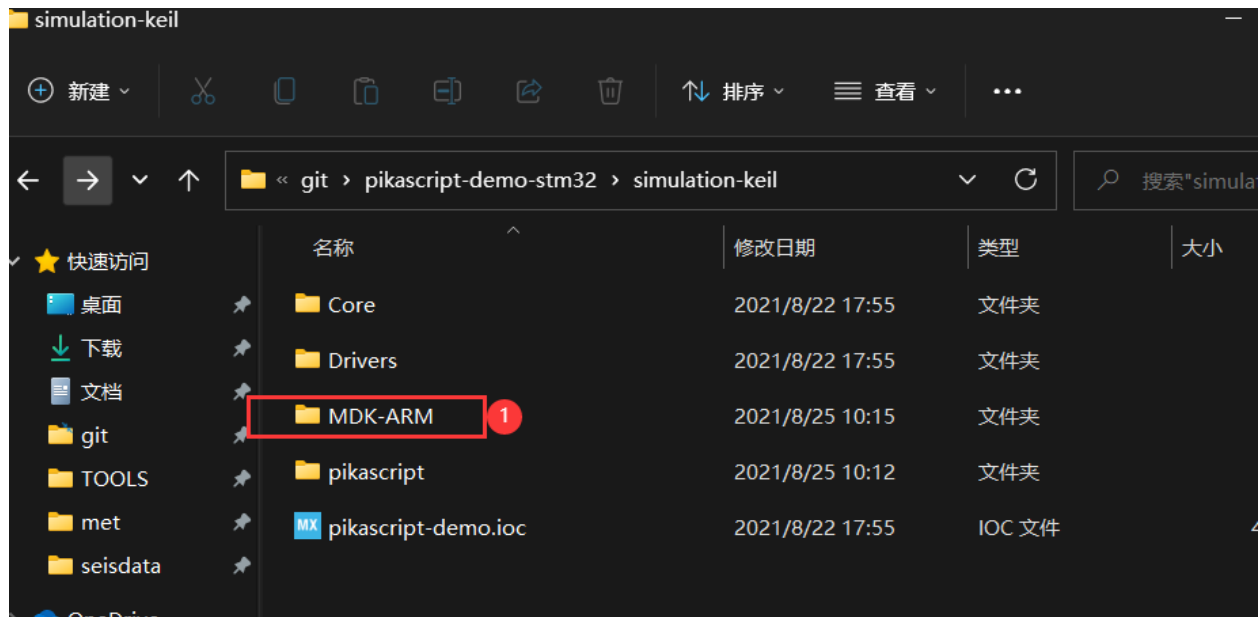 simulation-keil
新建 排序 查看
« git › pikascript-demo-stm32 › simulation-keil 搜索"simula
名称 修改日期 类型 大小
快速访问
桌面
下载
文档
git
TOOLS
met
seisdata
OneDrive
Core 2021/8/22 17:55 文件夹
Drivers 2021/8/22 17:55 文件夹
MDK-ARM 1 2021/8/25 10:15 文件夹
pikascript 2021/8/25 10:12 文件夹
MX pikascript-demo.ioc 2021/8/22 17:55 IOC 文件 4